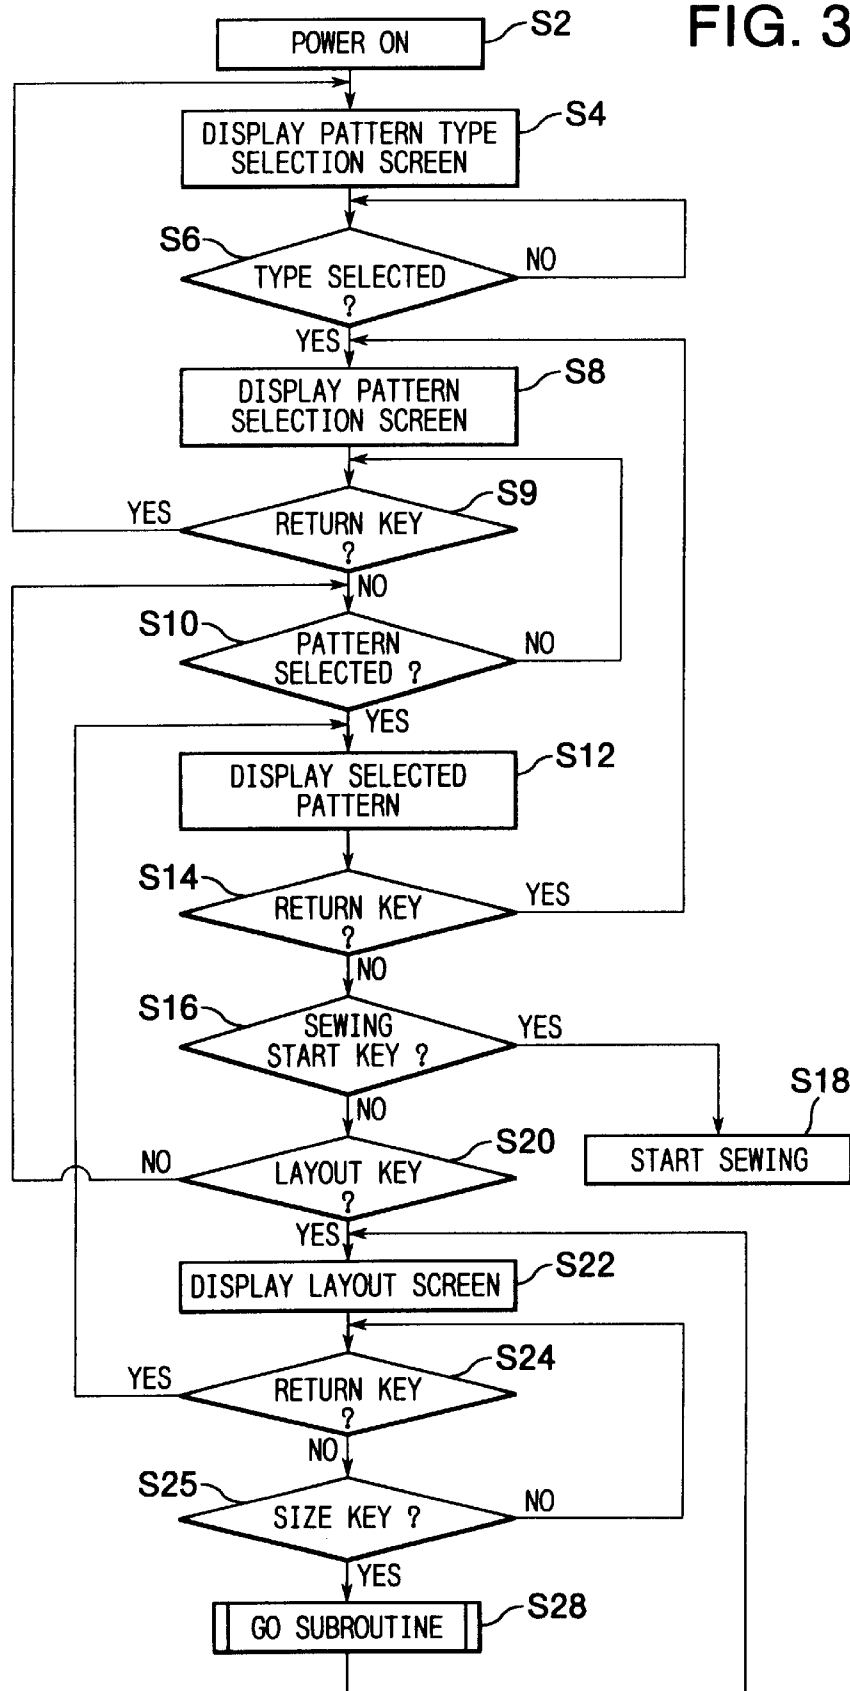 FIG. 3
POWER ON
S2
DISPLAY PATTERN TYPE
SELECTION SCREEN
S4
S6
TYPE SELECTED
?
NO
YES
DISPLAY PATTERN
SELECTION SCREEN
S8
S9
YES
RETURN KEY
?
NO
S10
PATTERN
SELECTED ?
NO
YES
DISPLAY SELECTED
PATTERN
S12
S14
RETURN KEY
?
YES
NO
S16
SEWING
START KEY ?
YES
NO
S18
START SEWING
S20
NO
LAYOUT KEY
?
YES
DISPLAY LAYOUT SCREEN
S22
S24
YES
RETURN KEY
?
NO
S25
SIZE KEY ?
NO
YES
GO SUBROUTINE
S28